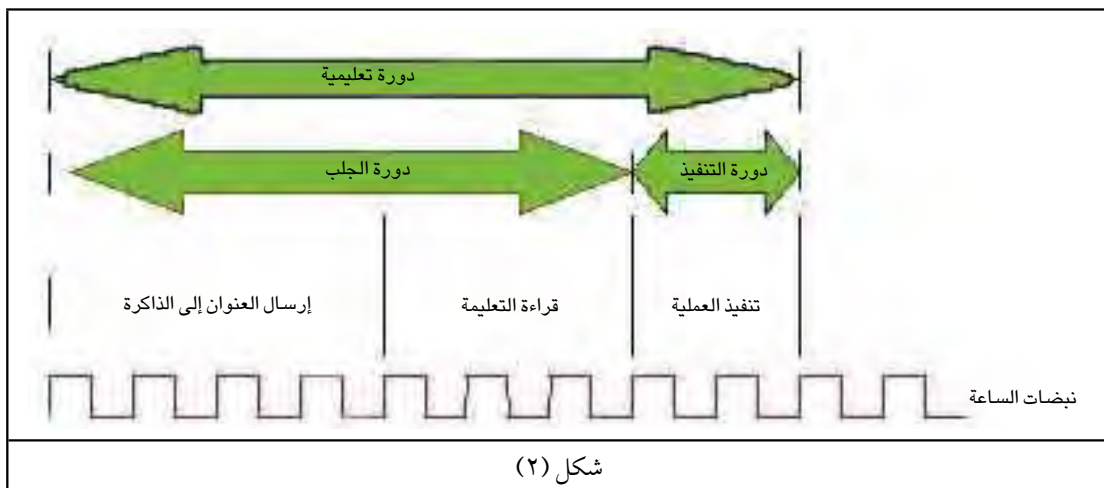 دورة تعليمية
دورة الجلب
دورة التنفيذ
إرسال العنوان إلى الذاكرة
قراءة التعليمة
تنفيذ العملية
نبضات الساعة
شكل (٢)